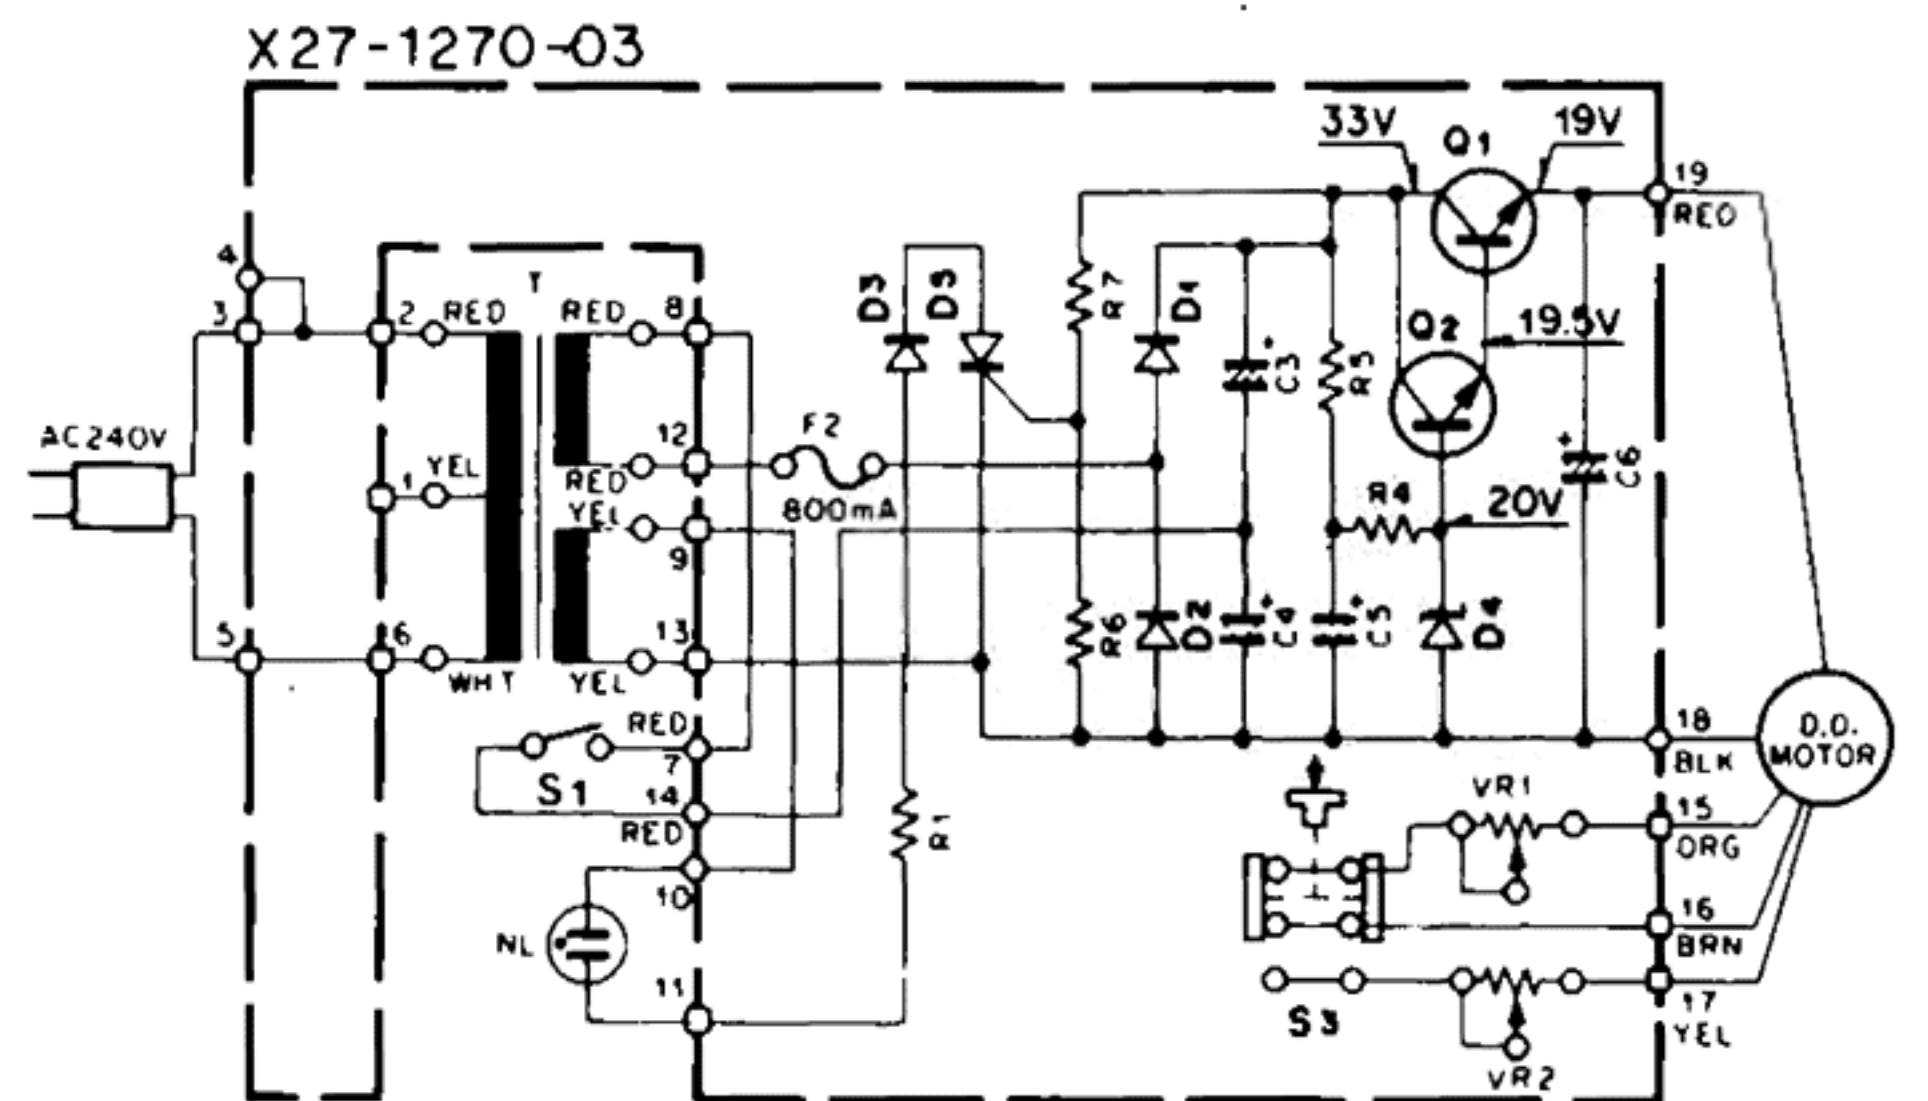 X27-1270-03
33V
Q1
19V
19
RED
4
3
2 RED
T
RED
8
D3
D5
R7
D1
C3
R5
Q2
19.5V
AC240V
1 YEL
12
RED
F2
800mA
YEL
9
R4
20V
C6
5
6
WHT
13
YEL
R6
D2
C4
C5
D4
RED
7
S1
14
RED
18
BLK
D.D.
MOTOR
R1
VR1
15
ORG
10
NL
16
BRN
11
S3
17
YEL
VR2